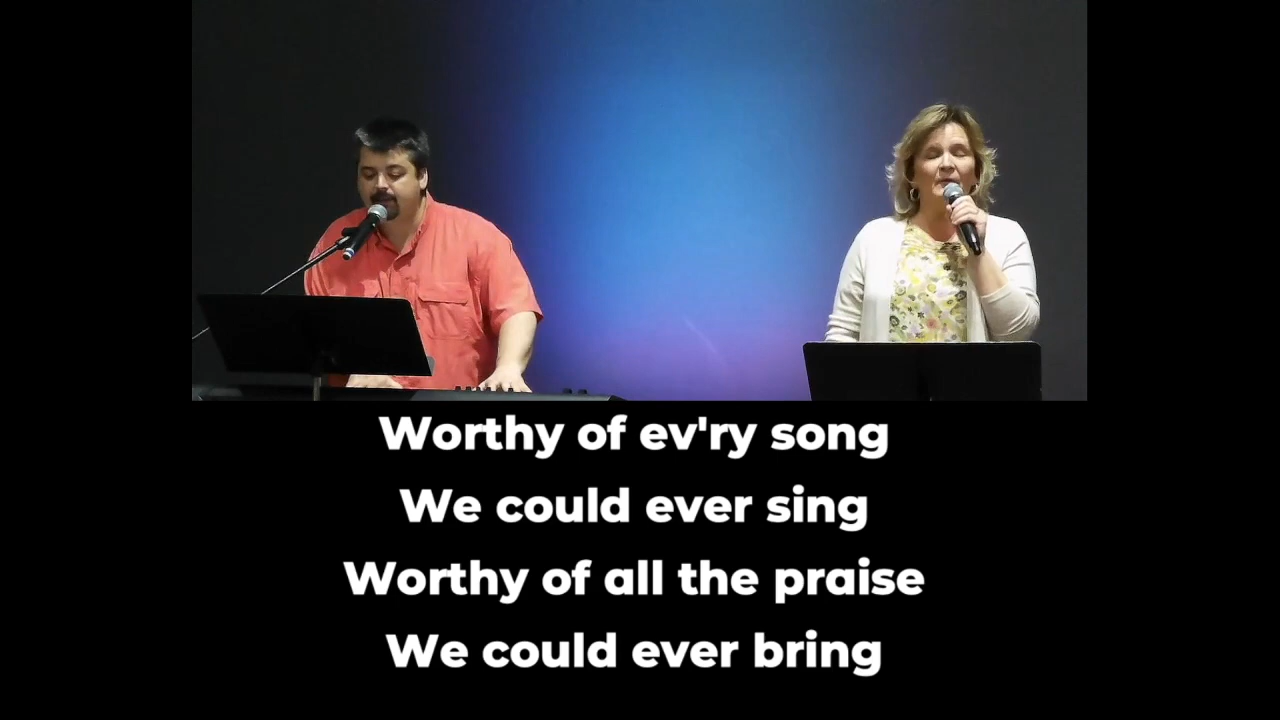 Worthy of ev'ry song
We could ever sing
Worthy of all the praise
We could ever bring